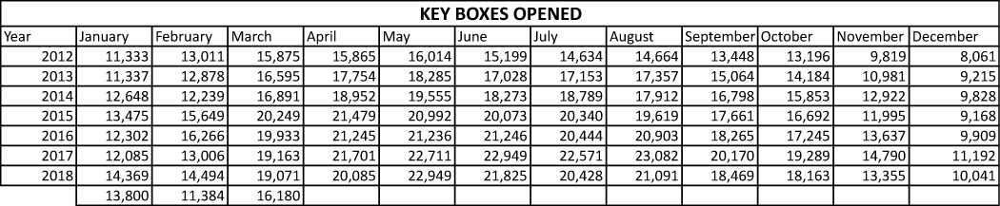 KEY BOXES OPENED
Year January February March April May June July August September October November December
2012 11,333 13,011 15,875 15,865 16,014 15,199 14,634 14,664 13,448 13,196 9,819 8,061
2013 11,337 12,878 16,595 17,754 18,285 17,028 17,153 17,357 15,064 14,184 10,981 9,215
2014 12,648 12,239 16,891 18,952 19,555 18,273 18,789 17,912 16,798 15,853 12,922 9,828
2015 13,475 15,649 20,249 21,479 20,992 20,073 20,340 19,619 17,661 16,692 11,995 9,168
2016 12,302 16,266 19,933 21,245 21,236 21,246 20,444 20,903 18,265 17,245 13,637 9,909
2017 12,085 13,006 19,163 21,701 22,711 22,949 22,571 23,082 20,170 19,289 14,790 11,192
2018 14,369 14,494 19,071 20,085 22,949 21,825 20,428 21,091 18,469 18,163 13,355 10,041
13,800 11,384 16,180